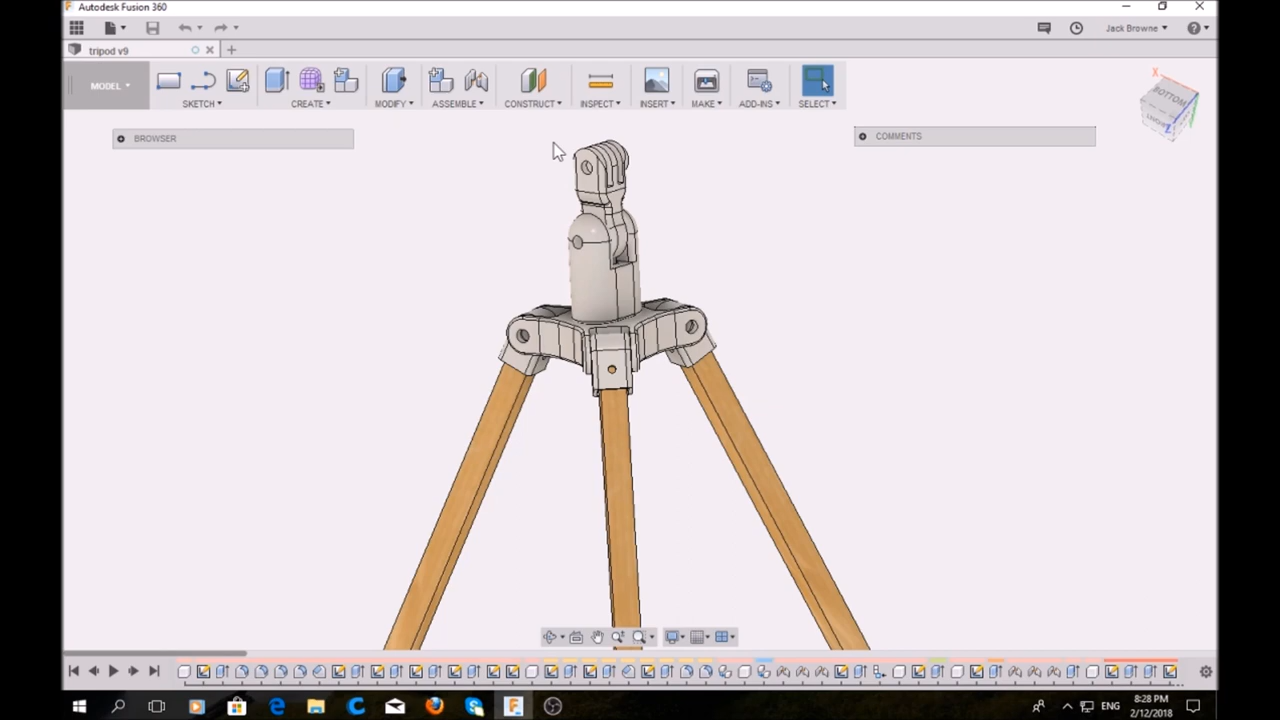 Autodesk Fusion 360
Jack Browne
tripod v9
MODEL
SKETCH
CREATE
MODIFY
ASSEMBLE
CONSTRUCT
INSPECT
INSERT
MAKE
ADD-INS
SELECT
BOTTOM
X
Z
BROWSER
COMMENTS
ENG
8:28 PM
2/12/2018